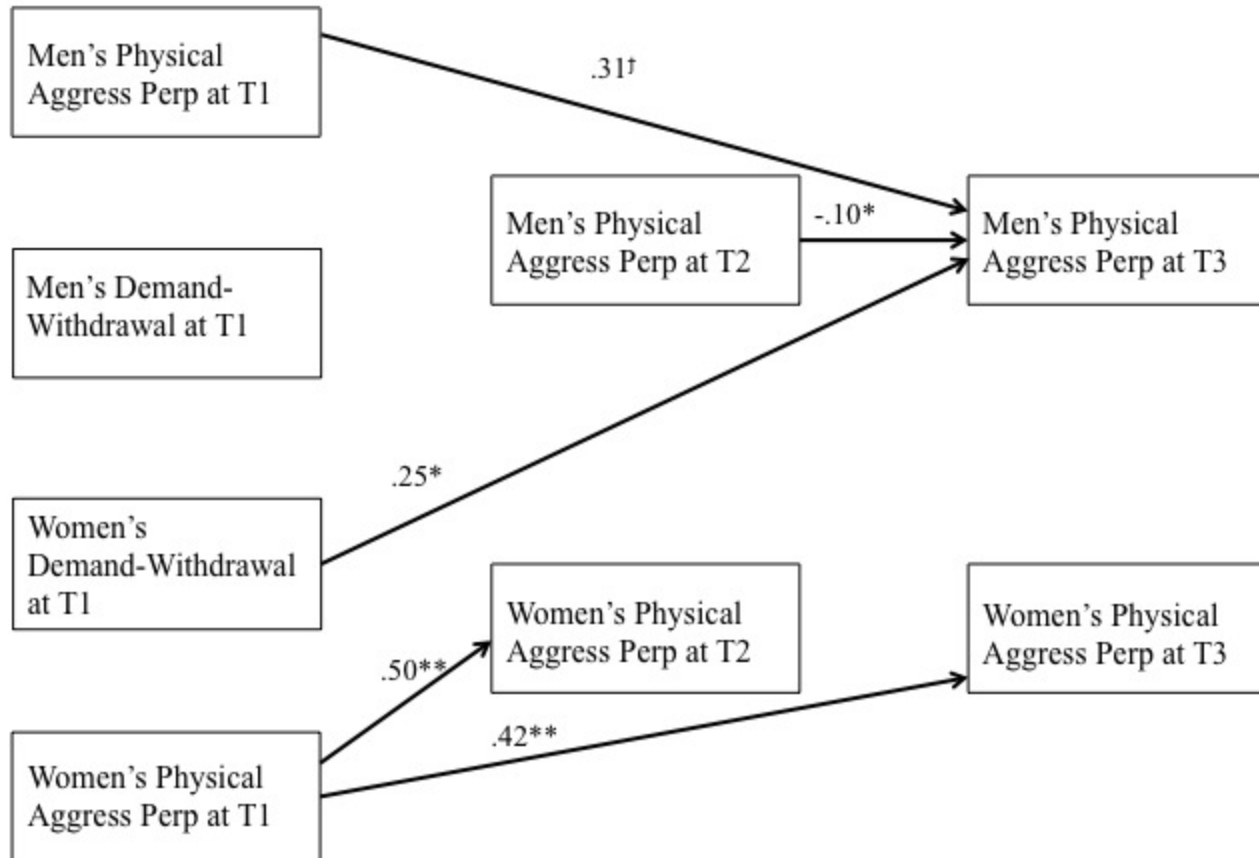 Men’s Physical
Aggress Perp at T1
.31†
Men’s Physical
Aggress Perp at T2
-.10*
Men’s Physical
Aggress Perp at T3
Men’s Demand-
Withdrawal at T1
.25*
Women’s
Demand-Withdrawal
at T1
Women’s Physical
Aggress Perp at T2
Women’s Physical
Aggress Perp at T3
.50**
.42**
Women’s Physical
Aggress Perp at T1